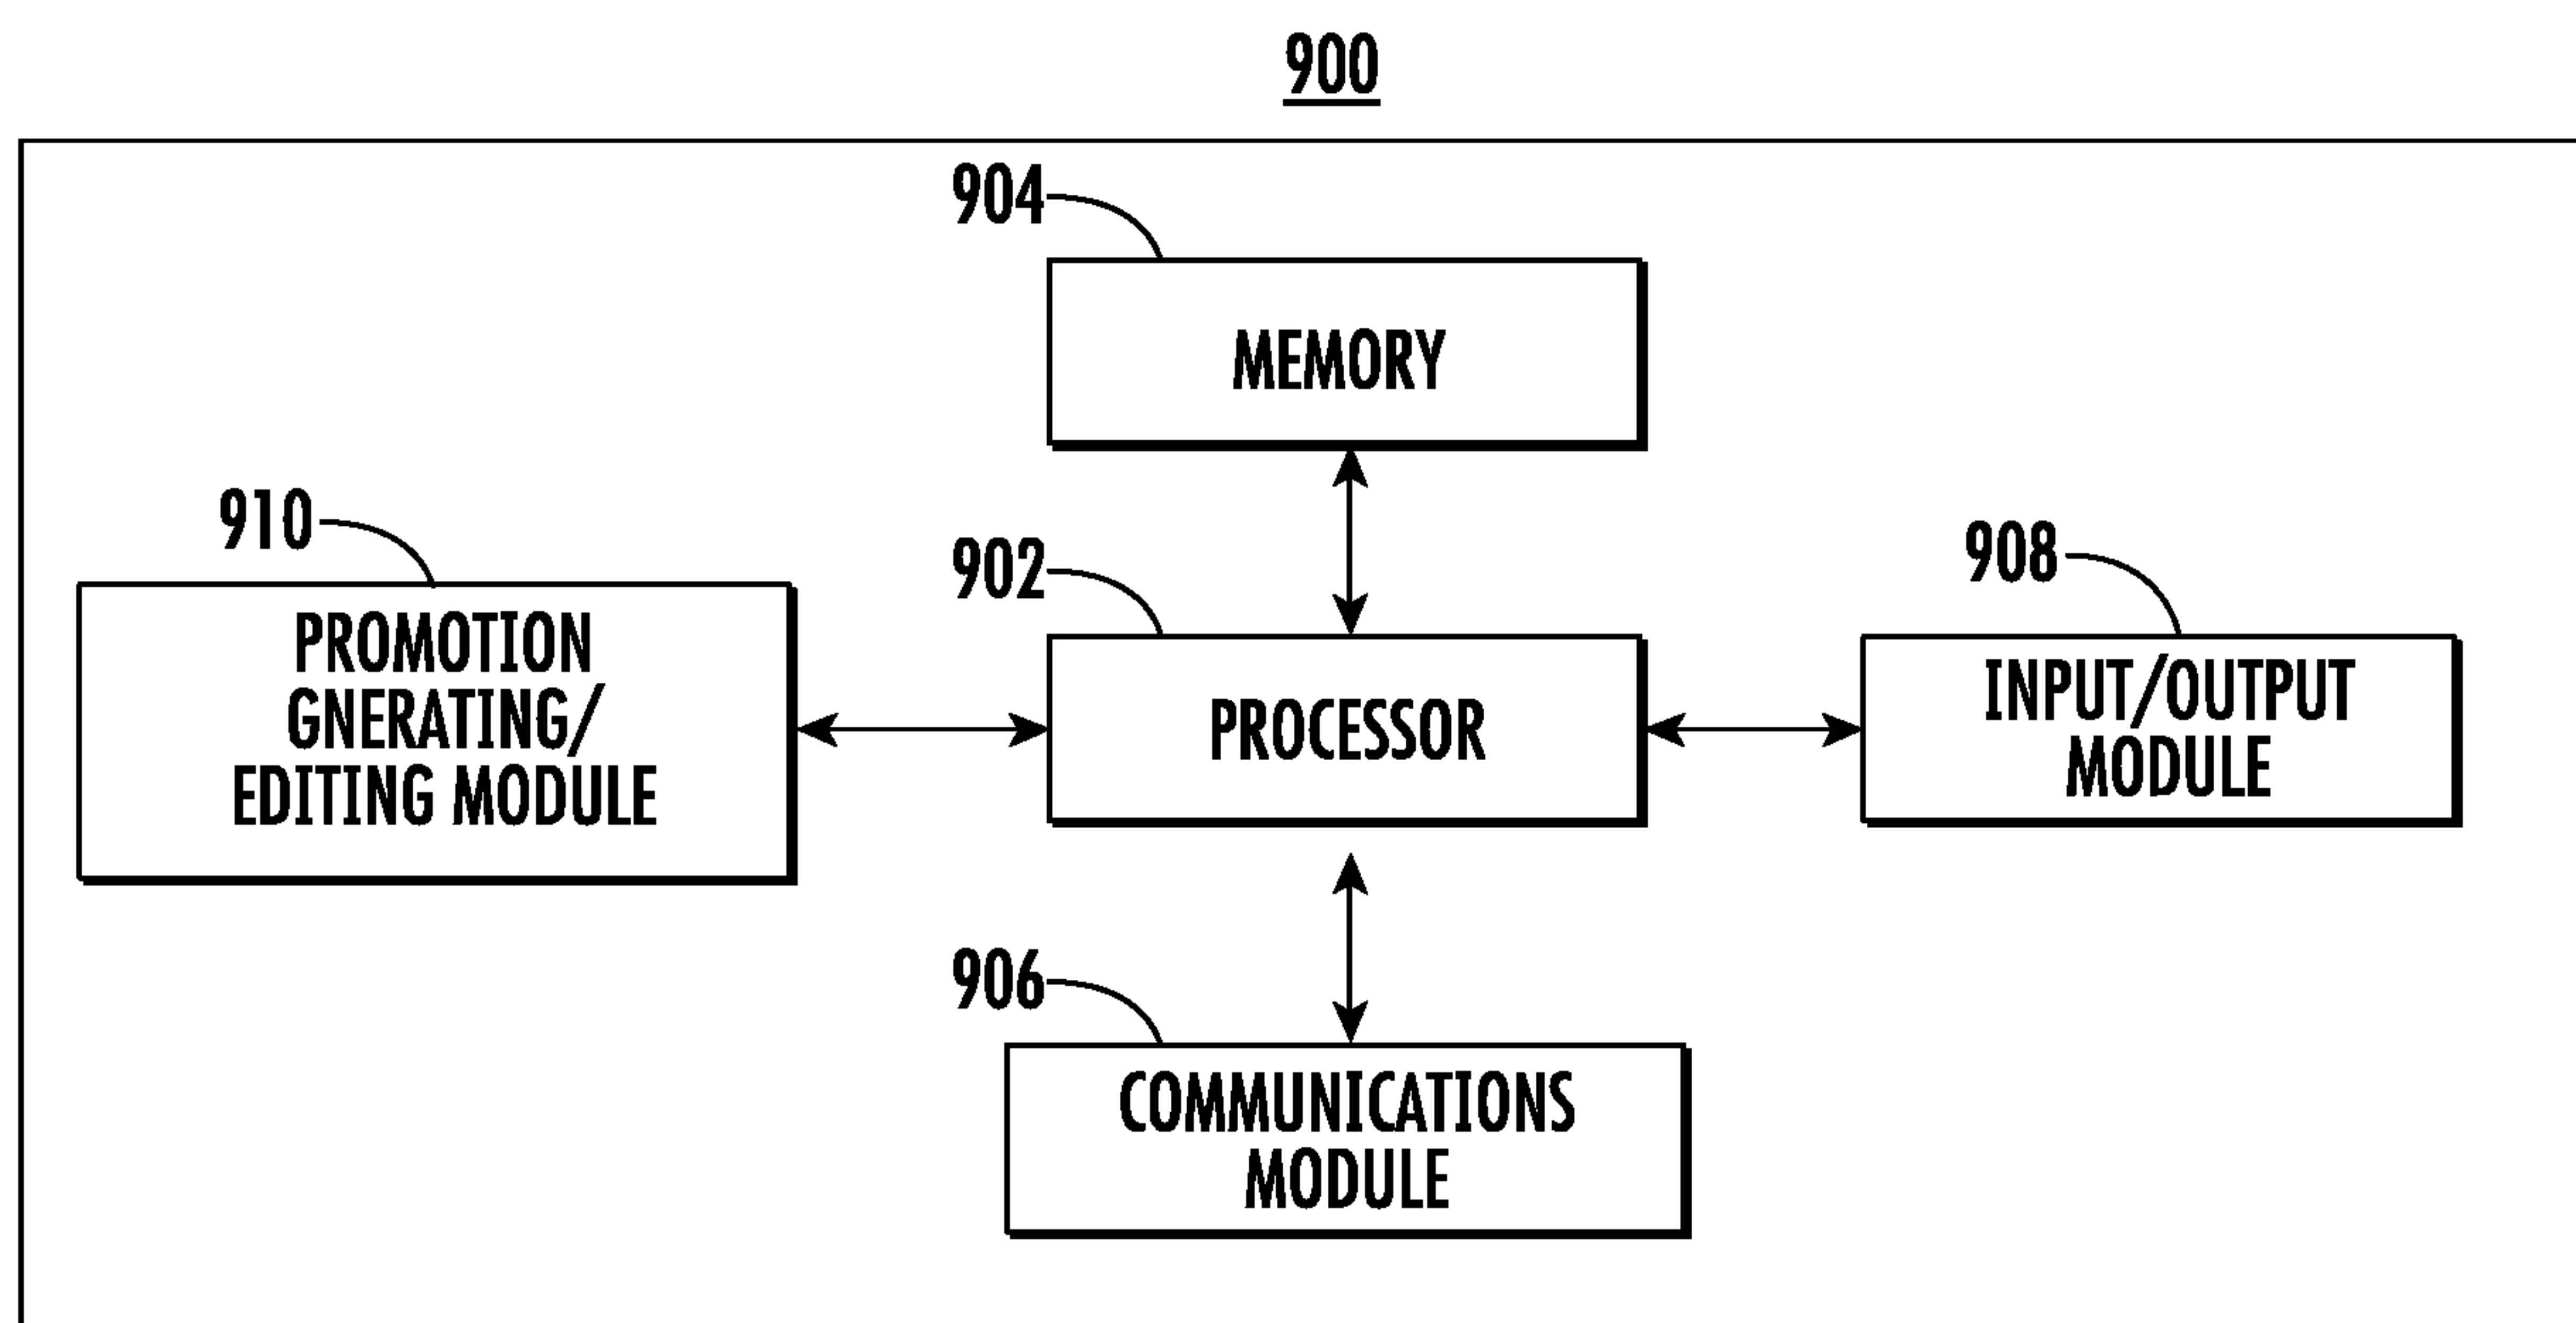 900
904
MEMORY
910
PROMOTION
GNERATING/
EDITING MODULE
902
PROCESSOR
908
INPUT/OUTPUT
MODULE
906
COMMUNICATIONS
MODULE